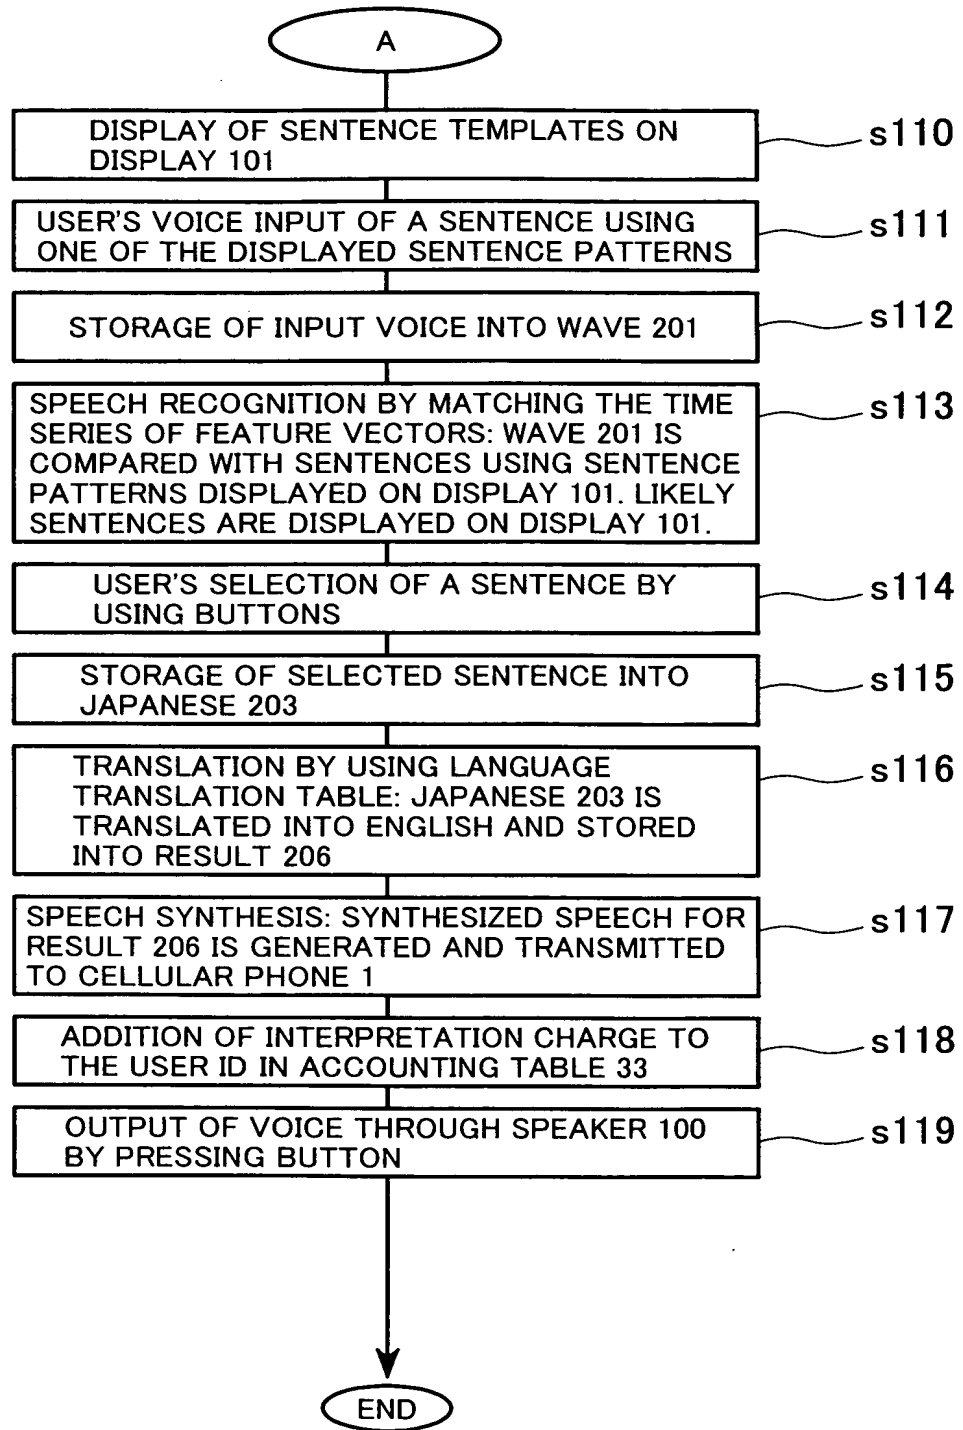 A
DISPLAY OF SENTENCE TEMPLATES ON
DISPLAY 101
s110
USER'S VOICE INPUT OF A SENTENCE USING
ONE OF THE DISPLAYED SENTENCE PATTERNS
s111
STORAGE OF INPUT VOICE INTO WAVE 201
s112
SPEECH RECOGNITION BY MATCHING THE TIME
SERIES OF FEATURE VECTORS: WAVE 201 IS
COMPARED WITH SENTENCES USING SENTENCE
PATTERNS DISPLAYED ON DISPLAY 101. LIKELY
SENTENCES ARE DISPLAYED ON DISPLAY 101.
s113
USER'S SELECTION OF A SENTENCE BY
USING BUTTONS
s114
STORAGE OF SELECTED SENTENCE INTO
JAPANESE 203
s115
TRANSLATION BY USING LANGUAGE
TRANSLATION TABLE: JAPANESE 203 IS
TRANSLATED INTO ENGLISH AND STORED
INTO RESULT 206
s116
SPEECH SYNTHESIS: SYNTHESIZED SPEECH FOR
RESULT 206 IS GENERATED AND TRANSMITTED
TO CELLULAR PHONE 1
s117
ADDITION OF INTERPRETATION CHARGE TO
THE USER ID IN ACCOUNTING TABLE 33
s118
OUTPUT OF VOICE THROUGH SPEAKER 100
BY PRESSING BUTTON
s119
END